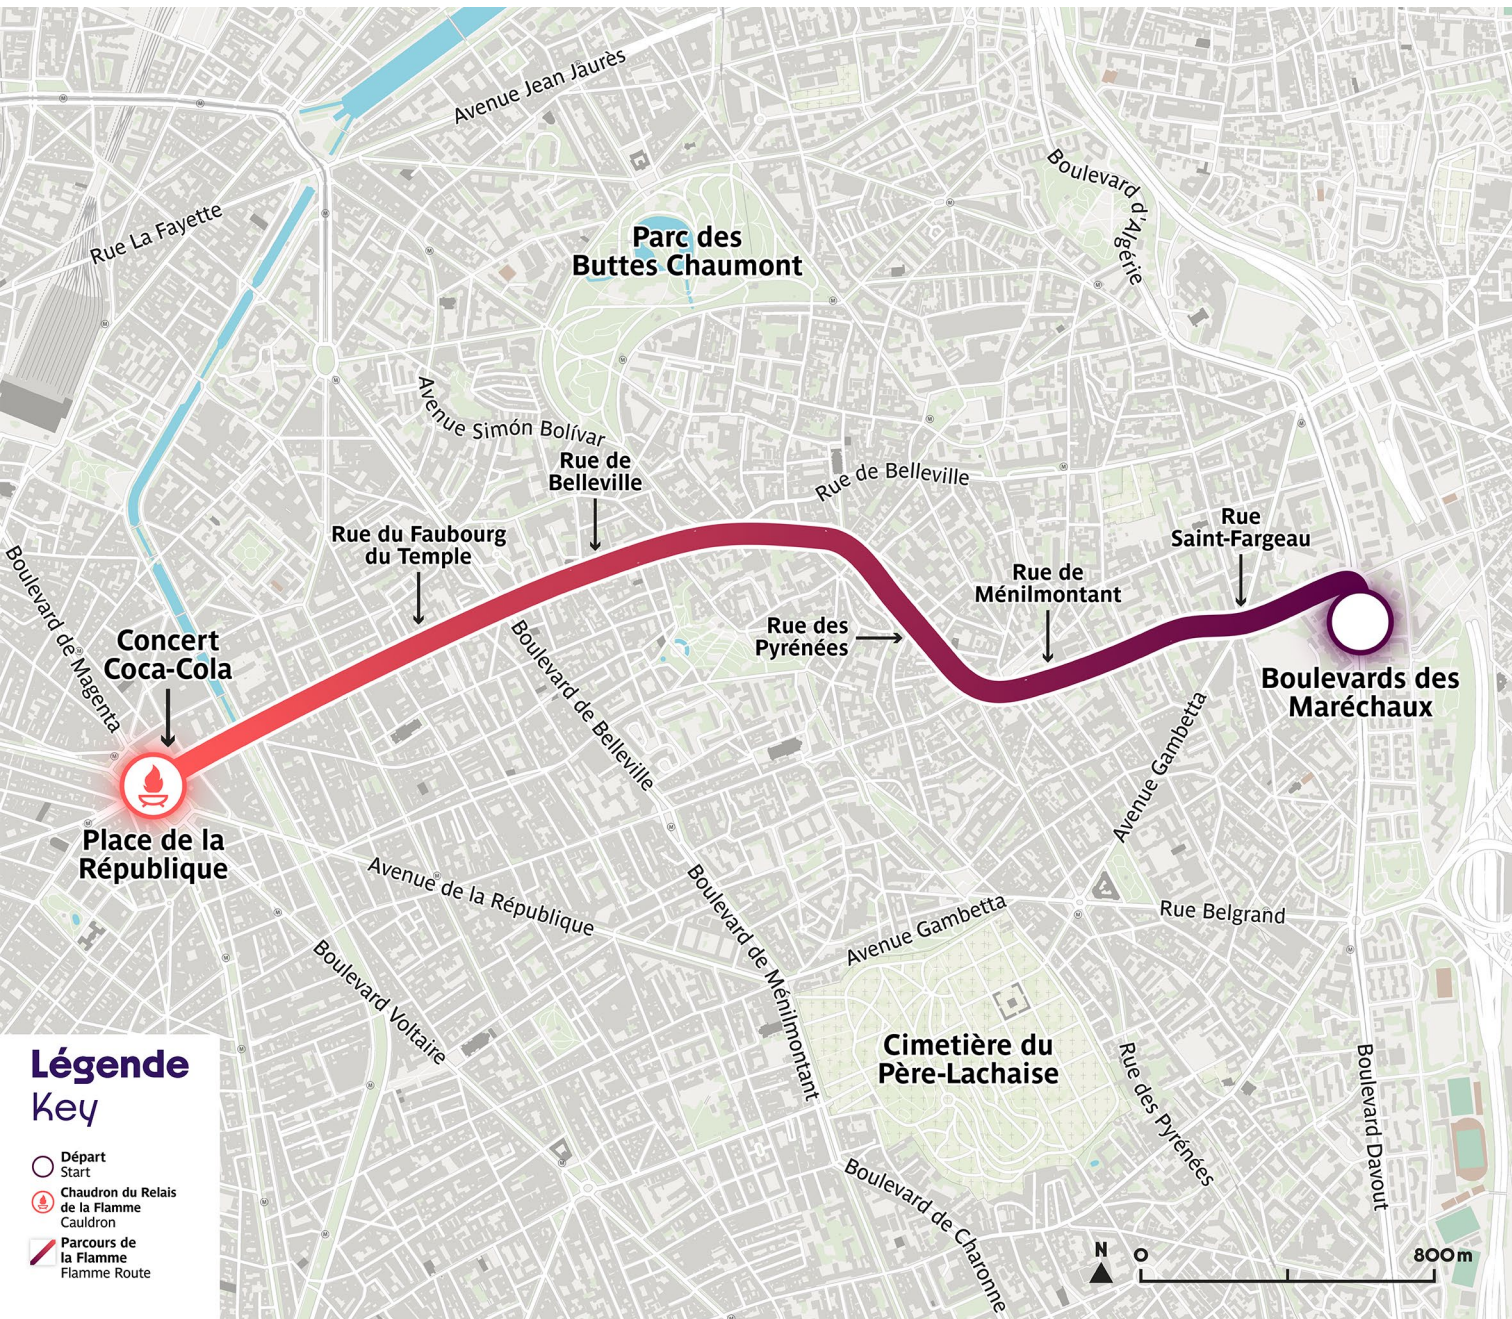 Avenue Jean Jaurès
Boulevard d'Algérie
Rue La Fayette
Parc des
Buttes Chaumont
Avenue Simón Bolívar
Rue de
Belleville
Rue de Belleville
Rue du Faubourg
du Temple
Rue
Saint-Fargeau
Rue de
Ménilmontant
Rue des
Pyrénées
Boulevard de Magenta
Concert
Coca-Cola
Boulevard de Belleville
Boulevards des
Maréchaux
Avenue Gambetta
Place de la
République
Avenue de la République
Boulevard de Ménilmontant
Avenue Gambetta
Rue Belgrand
Boulevard Voltaire
Cimetière du
Père-Lachaise
Rue des Pyrénées
Boulevard Davout
Boulevard de Charonne
Légende
Key
Départ
Start
Chaudron du Relais
de la Flamme
Cauldron
Parcours de
la Flamme
Flamme Route
N
0
800m